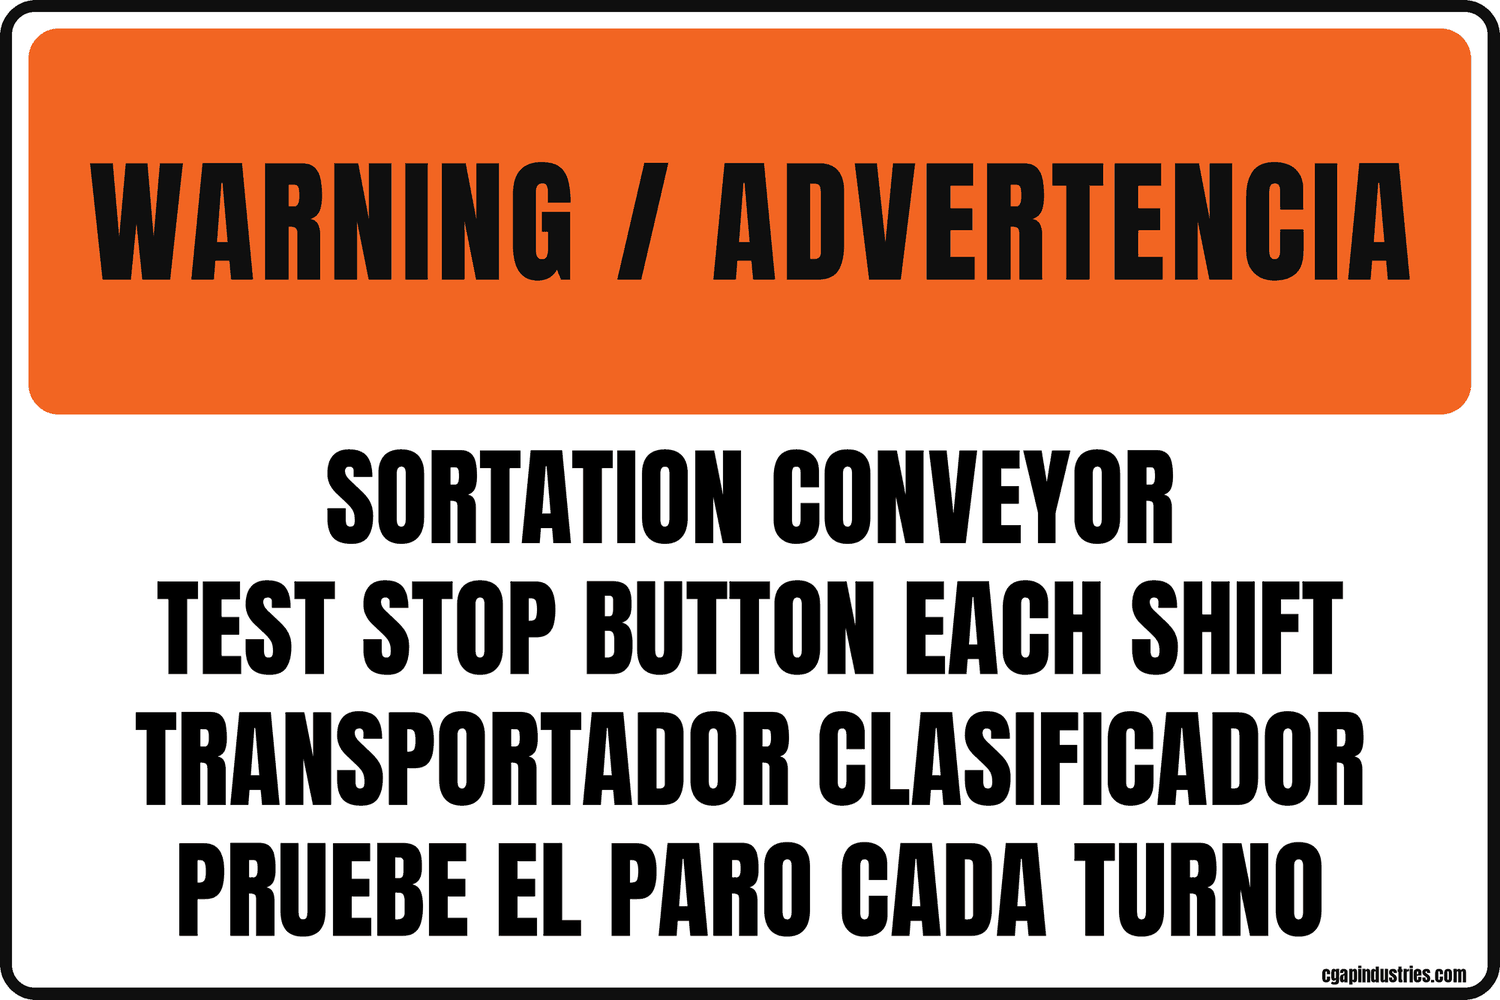 WARNING / ADVERTENCIA
SORTATION CONVEYOR
TEST STOP BUTTON EACH SHIFT
TRANSPORTADOR CLASIFICADOR
PRUEBE EL PARO CADA TURNO
cgapindustries.com